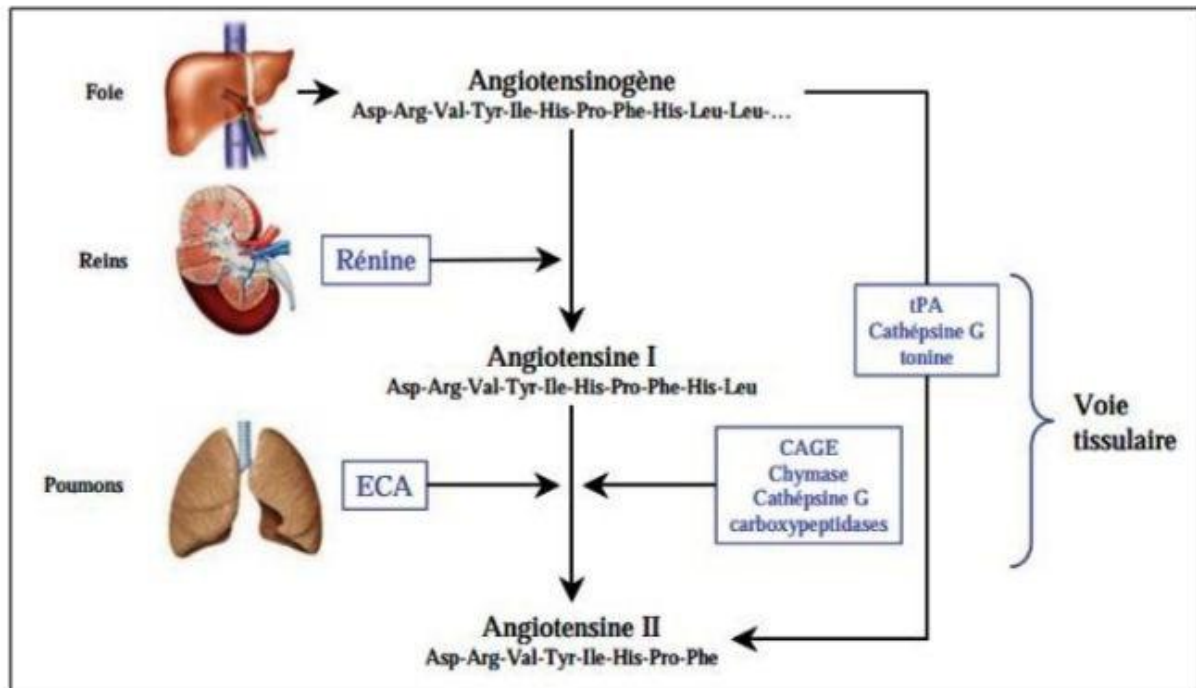 Foie
Angiotensinogène
Asp-Arg-Val-Tyr-Ile-His-Pro-Phe-His-Leu-Leu-...
Reins
Rénine
tPA
Cathépsine G
tonine
Angiotensine I
Asp-Arg-Val-Tyr-Ile-His-Pro-Phe-His-Leu
Voie
tissulaire
Poumons
ECA
CAGE
Chymase
Cathépsine G
carboxypeptidases
Angiotensine II
Asp-Arg-Val-Tyr-Ile-His-Pro-Phe